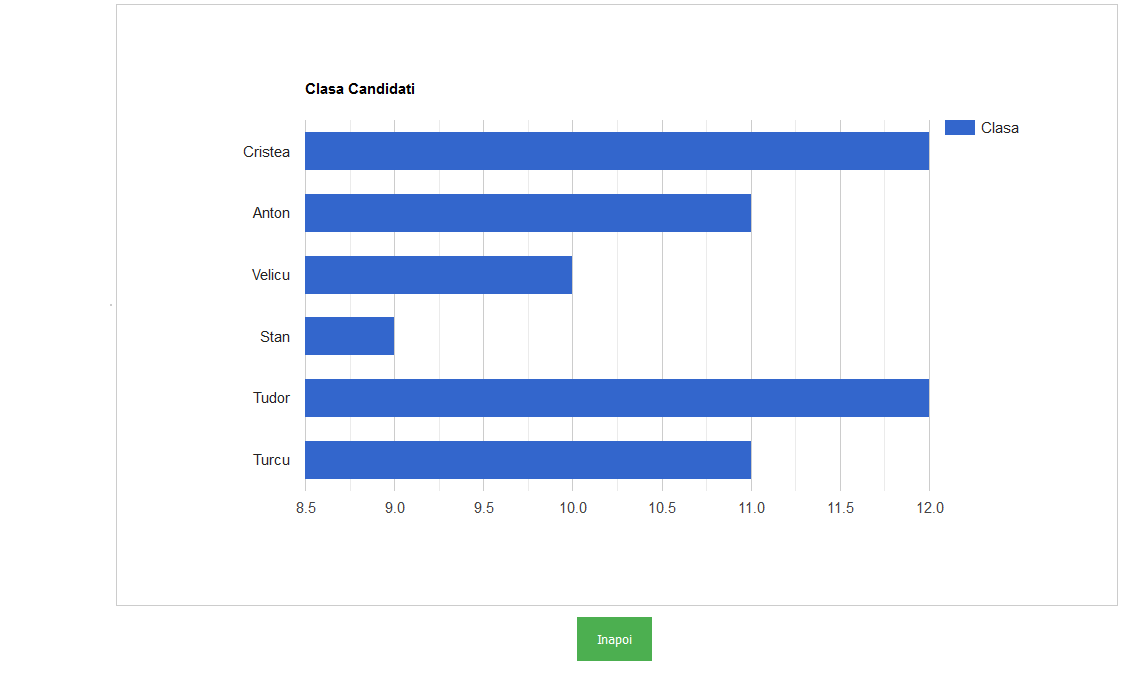 Clasa Candidati
Clasa
Cristea
Anton
Velicu
Stan
Tudor
Turcu
8.5 9.0 9.5 10.0 10.5 11.0 11.5 12.0
Inapoi